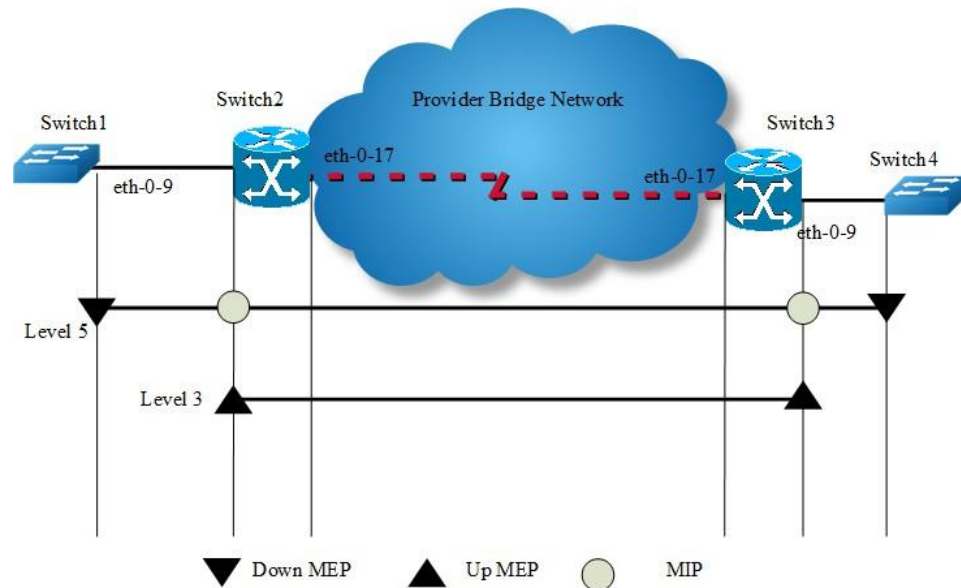 Provider Bridge Network
Switch2
Switch1
Switch3
eth-0-17
Switch4
eth-0-17
eth-0-9
eth-0-9
Level 5
Level 3
Down MEP
Up MEP
MIP